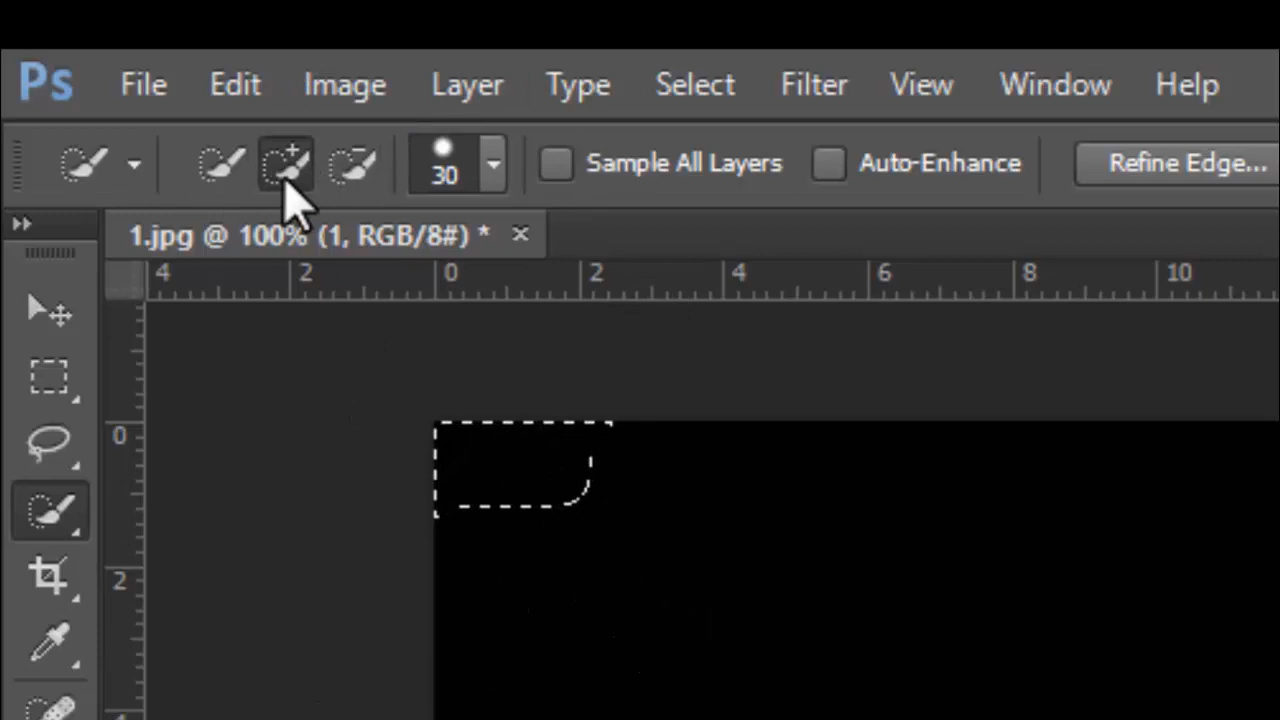 Ps File Edit Image Layer Type Select Filter View Window Help
30 Sample All Layers Auto-Enhance Refine Edge...
1.jpg @ 100% (1, RGB/8#) * ×
4 2 0 2 4 6 8 10
0
2
4